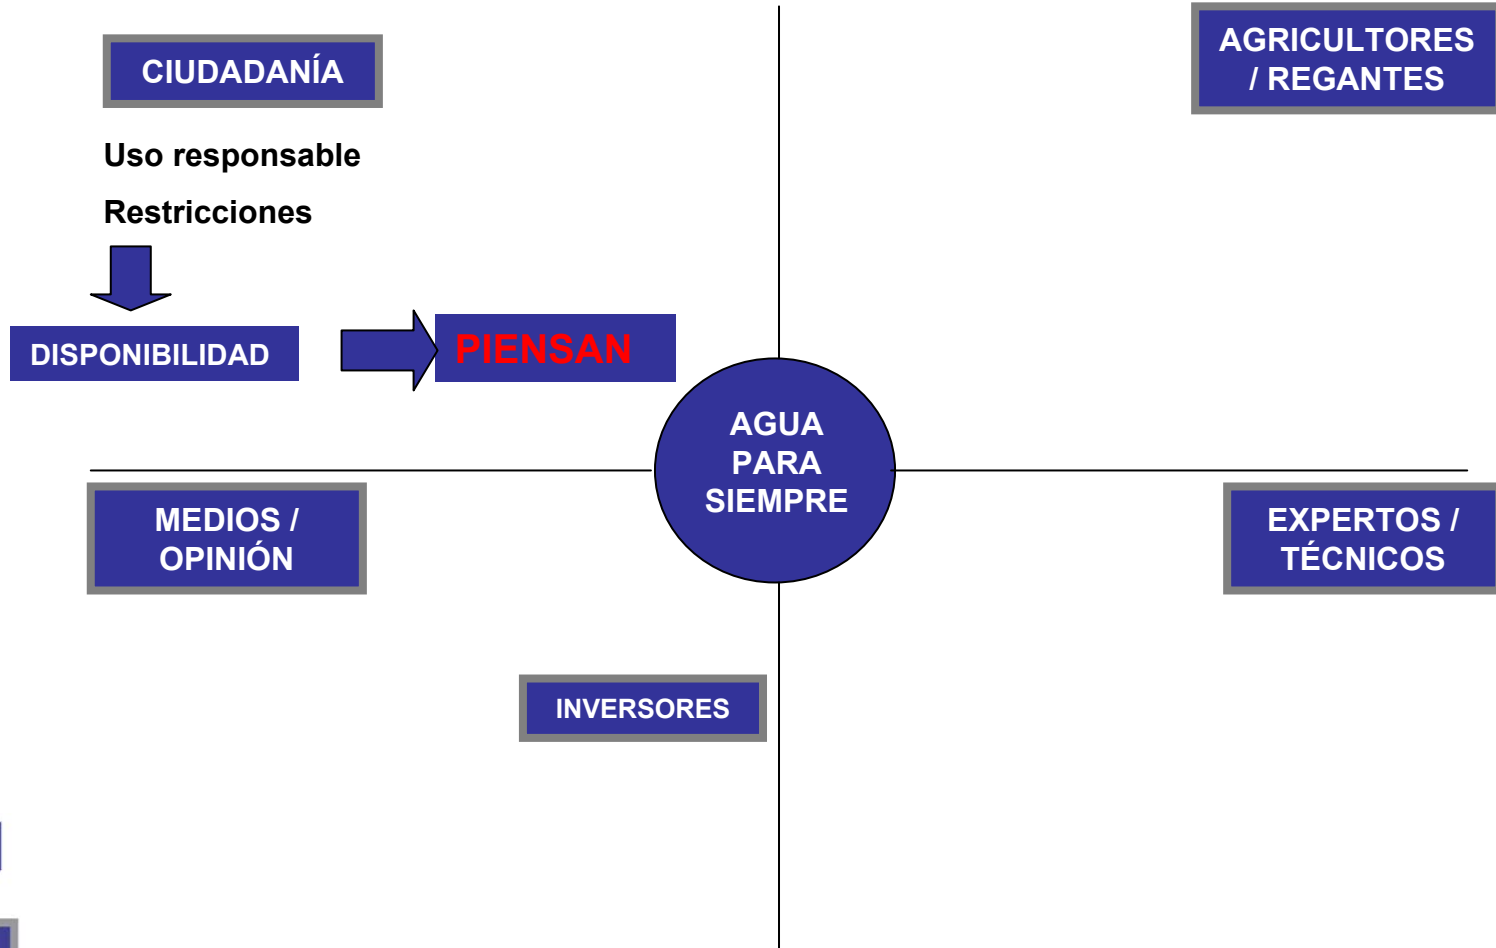 CIUDADANÍA
AGRICULTORES
/ REGANTES
Uso responsable
Restricciones
DISPONIBILIDAD
PIENSAN
AGUA
PARA
SIEMPRE
MEDIOS /
OPINIÓN
EXPERTOS /
TÉCNICOS
INVERSORES